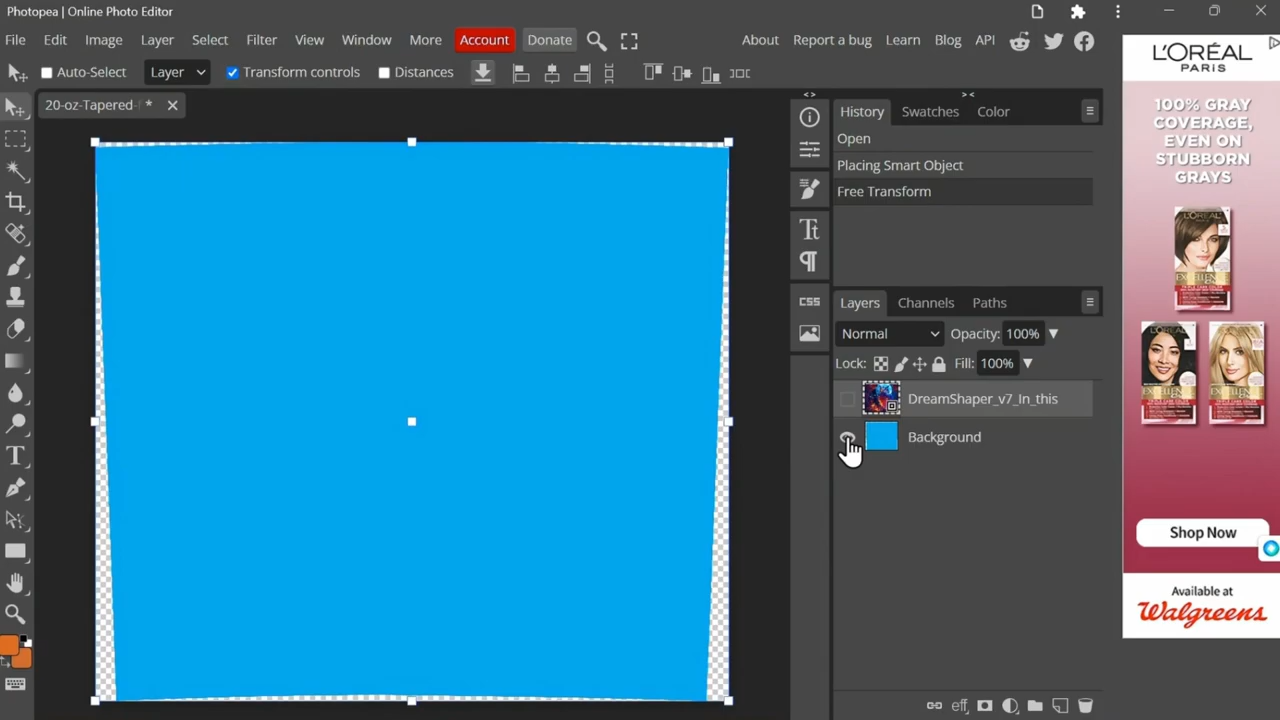 Photopea | Online Photo Editor
File Edit Image Layer Select Filter View Window More Account Donate About Report a bug Learn Blog API
Auto-Select Layer Transform controls Distances
20-oz-Tapered- *
History Swatches Color
Open
Placing Smart Object
Free Transform
CSS
Layers Channels Paths
Normal Opacity: 100%
Lock: Fill: 100%
DreamShaper_v7_In_this
Background
eff
L'ORÉAL
PARIS
100% GRAY
COVERAGE,
EVEN ON
STUBBORN
GRAYS
Shop Now
Available at
Walgreens